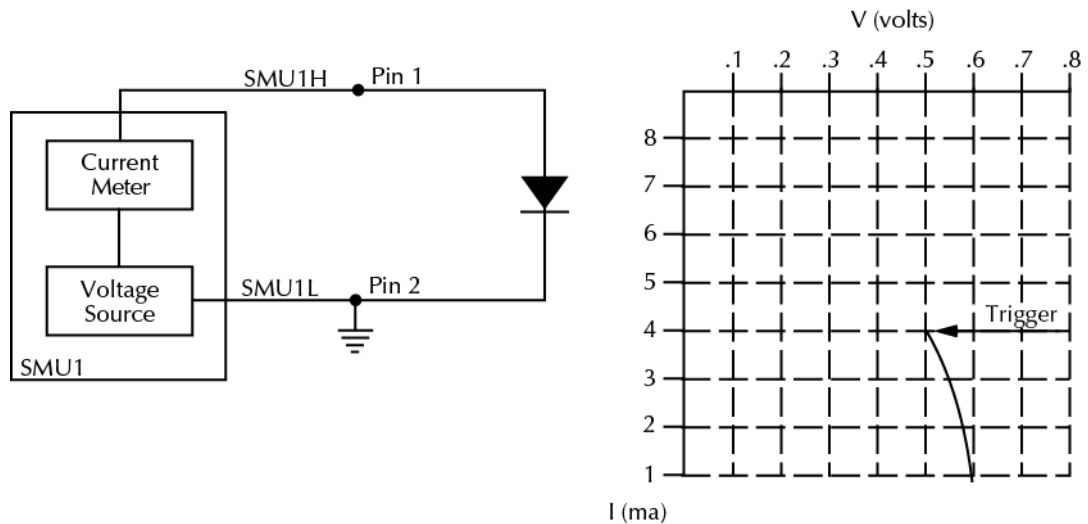 SMU1H
Pin 1
Current
Meter
Voltage
Source
SMU1L
Pin 2
SMU1
V (volts)
.1 .2 .3 .4 .5 .6 .7 .8
8
7
6
5
4
3
2
1
Trigger
I (ma)